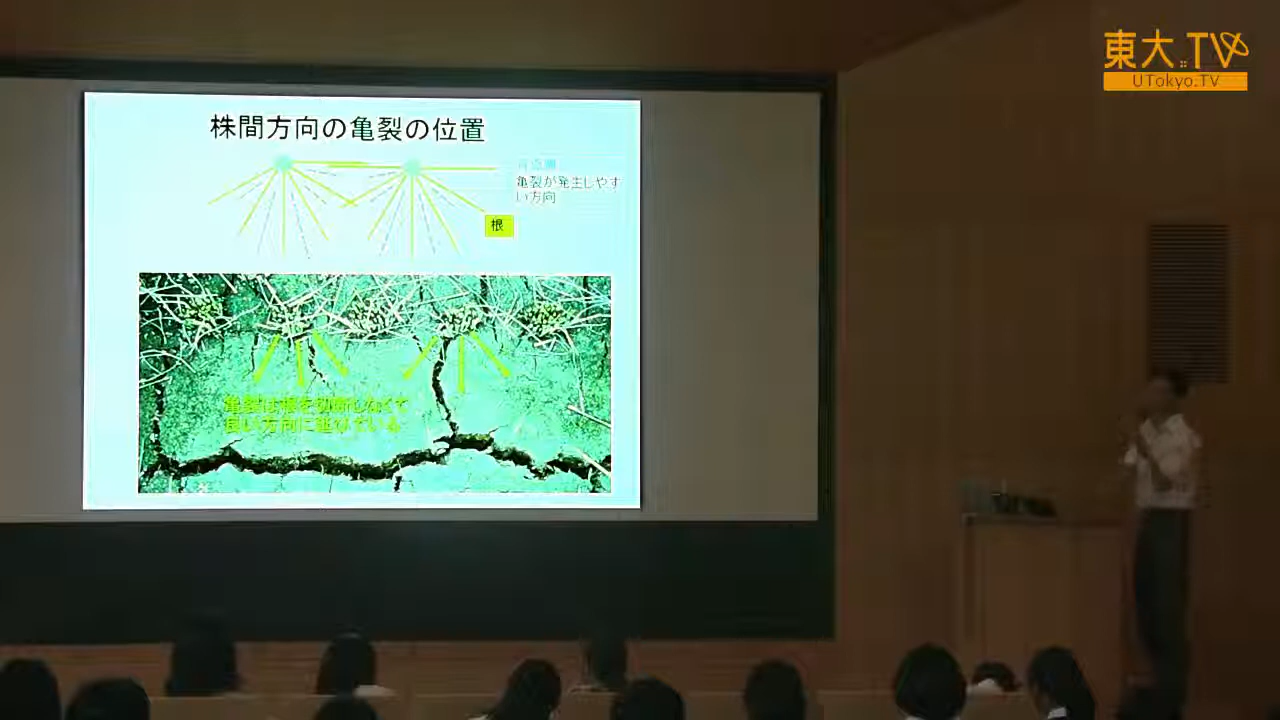 東大.TV
UTokyo.TV
株間方向の亀裂の位置
亀裂が発生しやす
い方向
根
亀裂は根を切断しなくて
良い方向に延びている